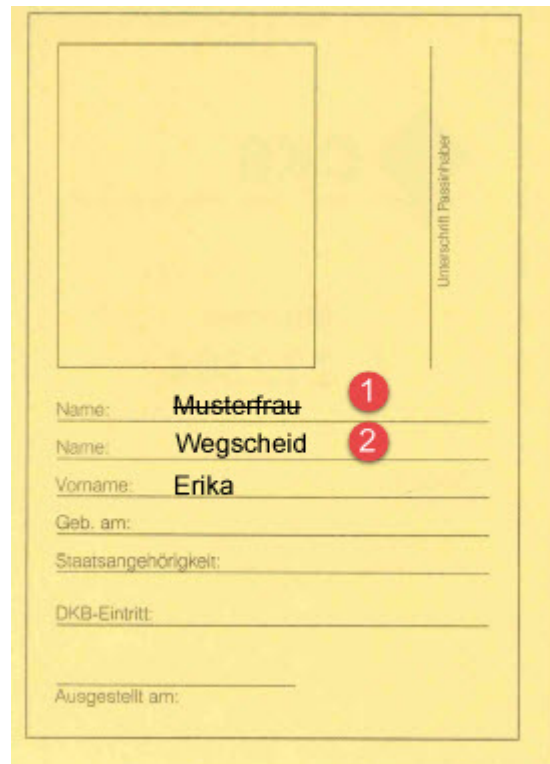 Unterschrift Passinhaber
Name: Musterfrau 1
Name: Wegscheid 2
Vorname: Erika
Geb. am:
Staatsangehörigkeit:
DKB-Eintritt:
Ausgestellt am: